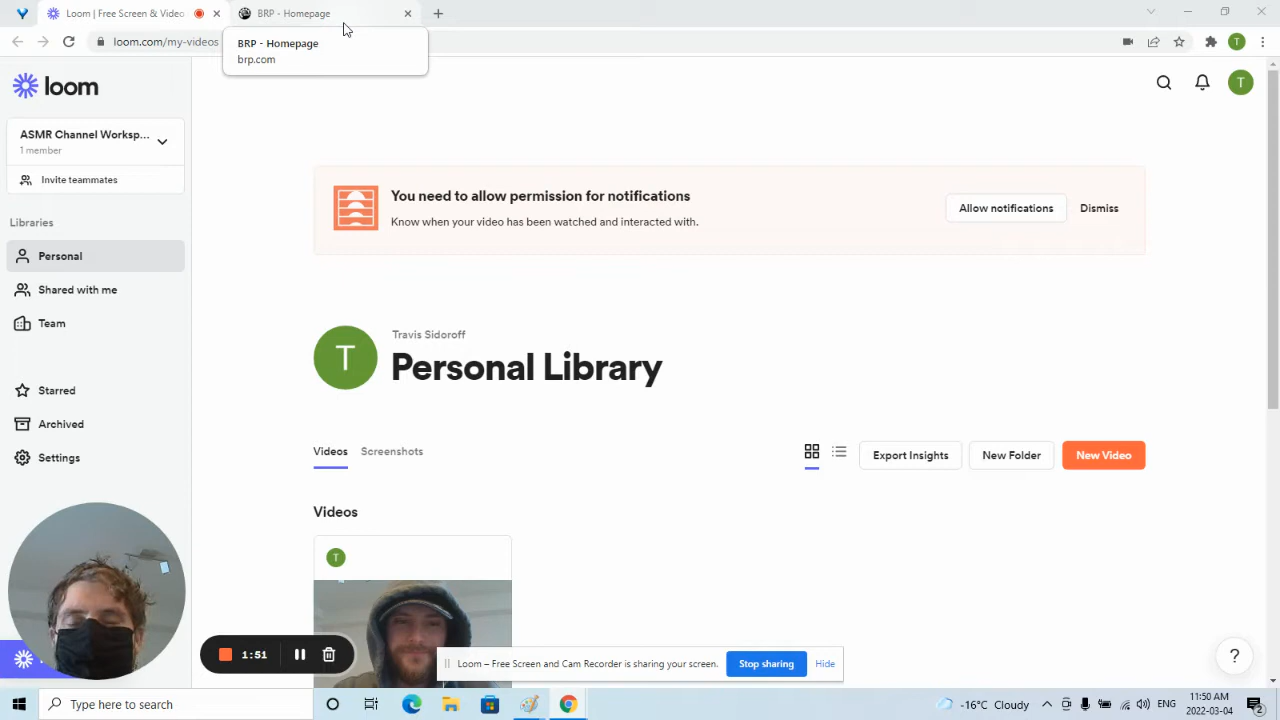 Loom | Free Screen & Video
BRP - Homepage
loom.com/my-videos
BRP - Homepage
brp.com
T
loom
T
ASMR Channel Worksp...
1 member
Invite teammates
You need to allow permission for notifications
Know when your video has been watched and interacted with.
Allow notifications
Dismiss
Libraries
Personal
Shared with me
Team
T
Travis Sidoroff
Personal Library
Starred
Archived
Settings
Videos
Screenshots
Export Insights
New Folder
New Video
Videos
T
1:51
Loom – Free Screen and Cam Recorder is sharing your screen.
Stop sharing
Hide
?
Type here to search
-16°C Cloudy
ENG
11:50 AM
2022-03-04
2